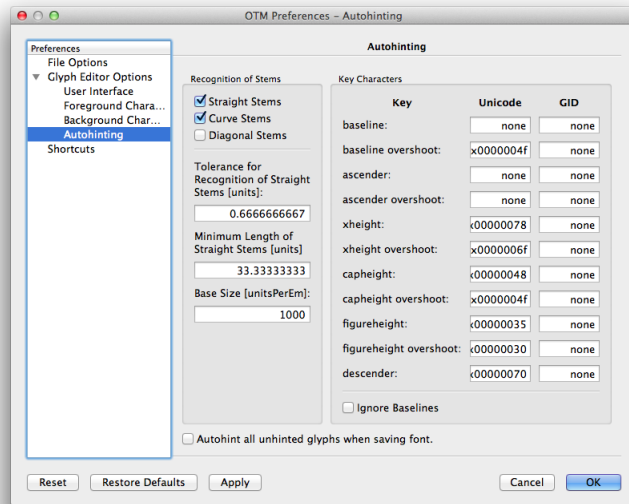 OTM Preferences – Autohinting
Preferences
File Options
Glyph Editor Options
User Interface
Foreground Chara...
Background Char...
Autohinting
Shortcuts
Autohinting
Recognition of Stems
Straight Stems
Curve Stems
Diagonal Stems
Tolerance for
Recognition of Straight
Stems [units]:
0.6666666667
Minimum Length of
Straight Stems [units]
33.33333333
Base Size [unitsPerEm]:
1000
Key Characters
Key Unicode GID
baseline: none none
baseline overshoot: x0000004f none
ascender: none none
ascender overshoot: none none
xheight: x00000078 none
xheight overshoot: x0000006f none
capheight: x00000048 none
capheight overshoot: x0000004f none
figureheight: x00000035 none
figureheight overshoot: x00000030 none
descender: x00000070 none
Ignore Baselines
Autohint all unhinted glyphs when saving font.
Reset Restore Defaults Apply Cancel OK